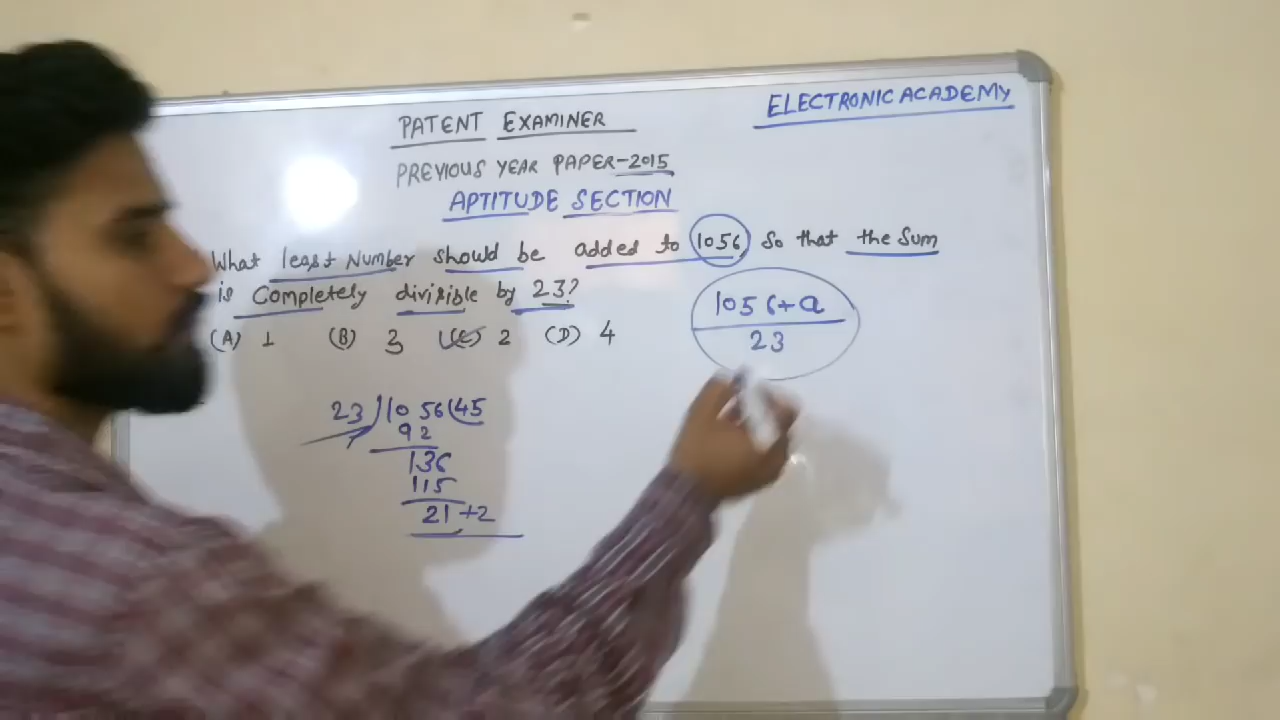 ELECTRONIC ACADEMY
PATENT EXAMINER
PREVIOUS YEAR PAPER-2015
APTITUDE SECTION
What least Number should be added to 1056, so that the Sum
is Completely divisible by 23?
(A) 1 (B) 3 (C) 2 (D) 4
1056+a
23
23)1056(45
92
136
115
21+2